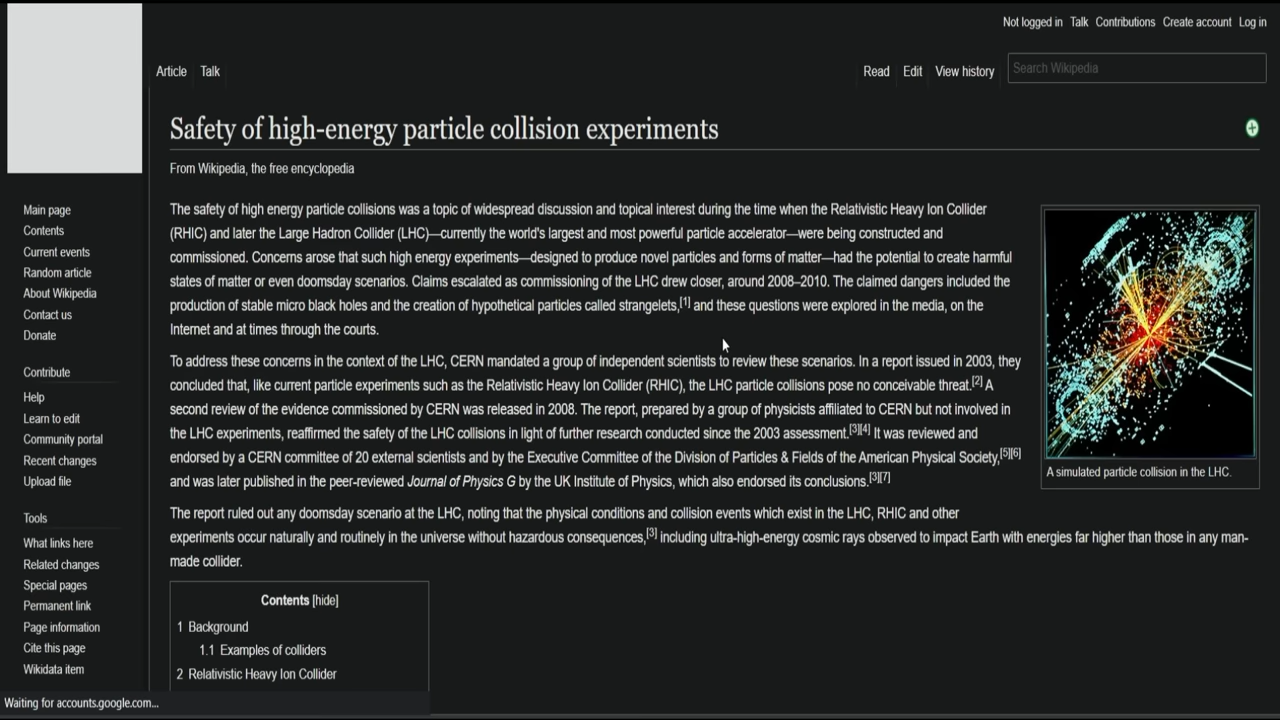 Not logged in Talk Contributions Create account Log in
Article Talk Read Edit View history Search Wikipedia
Safety of high-energy particle collision experiments
From Wikipedia, the free encyclopedia
The safety of high energy particle collisions was a topic of widespread discussion and topical interest during the time when the Relativistic Heavy Ion Collider
(RHIC) and later the Large Hadron Collider (LHC)—currently the world's largest and most powerful particle accelerator—were being constructed and
commissioned. Concerns arose that such high energy experiments—designed to produce novel particles and forms of matter—had the potential to create harmful
states of matter or even doomsday scenarios. Claims escalated as commissioning of the LHC drew closer, around 2008–2010. The claimed dangers included the
production of stable micro black holes and the creation of hypothetical particles called strangelets,[1] and these questions were explored in the media, on the
Internet and at times through the courts.
To address these concerns in the context of the LHC, CERN mandated a group of independent scientists to review these scenarios. In a report issued in 2003, they
concluded that, like current particle experiments such as the Relativistic Heavy Ion Collider (RHIC), the LHC particle collisions pose no conceivable threat.[2] A
second review of the evidence commissioned by CERN was released in 2008. The report, prepared by a group of physicists affiliated to CERN but not involved in
the LHC experiments, reaffirmed the safety of the LHC collisions in light of further research conducted since the 2003 assessment.[3][4] It was reviewed and
endorsed by a CERN committee of 20 external scientists and by the Executive Committee of the Division of Particles & Fields of the American Physical Society,[5][6]
and was later published in the peer-reviewed Journal of Physics G by the UK Institute of Physics, which also endorsed its conclusions.[3][7]
The report ruled out any doomsday scenario at the LHC, noting that the physical conditions and collision events which exist in the LHC, RHIC and other
experiments occur naturally and routinely in the universe without hazardous consequences,[3] including ultra-high-energy cosmic rays observed to impact Earth with energies far higher than those in any man-
made collider.
A simulated particle collision in the LHC.
Contents [hide]
1 Background
1.1 Examples of colliders
2 Relativistic Heavy Ion Collider
Main page
Contents
Current events
Random article
About Wikipedia
Contact us
Donate
Contribute
Help
Learn to edit
Community portal
Recent changes
Upload file
Tools
What links here
Related changes
Special pages
Permanent link
Page information
Cite this page
Wikidata item
Waiting for accounts.google.com...